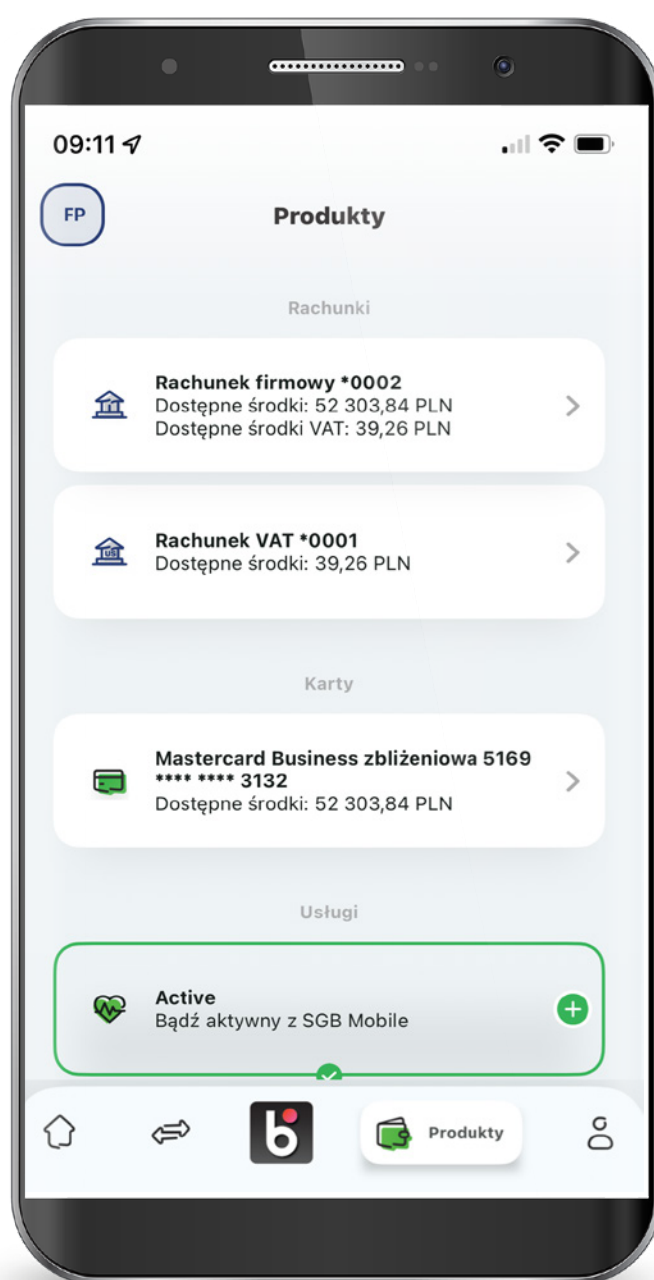 09:11
FP
Produkty
Rachunki
Rachunek firmowy *0002
Dostępne środki: 52 303,84 PLN
Dostępne środki VAT: 39,26 PLN
Rachunek VAT *0001
Dostępne środki: 39,26 PLN
Karty
Mastercard Business zbliżeniowa 5169
**** **** 3132
Dostępne środki: 52 303,84 PLN
Usługi
Active
Bądź aktywny z SGB Mobile
b
Produkty